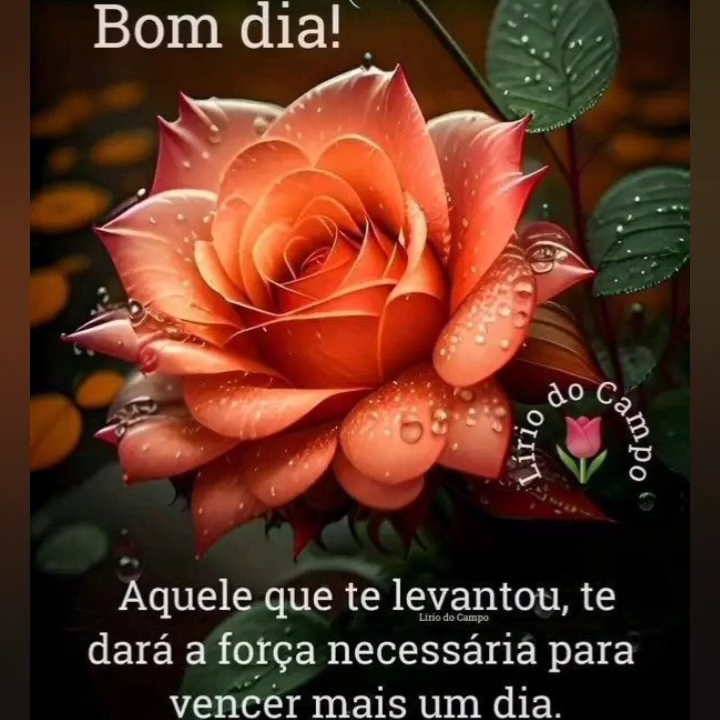 Bom dia!
Lírio do Campo
Aquele que te levantou, te
Lírio do Campo
dará a força necessária para
vencer mais um dia.